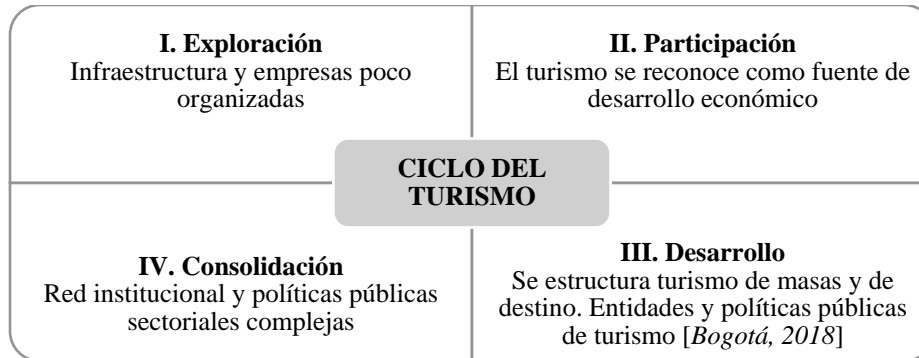 I. Exploración
Infraestructura y empresas poco
organizadas
II. Participación
El turismo se reconoce como fuente de
desarrollo económico
CICLO DEL
TURISMO
IV. Consolidación
Red institucional y políticas públicas
sectoriales complejas
III. Desarrollo
Se estructura turismo de masas y de
destino. Entidades y políticas públicas
de turismo [Bogotá, 2018]